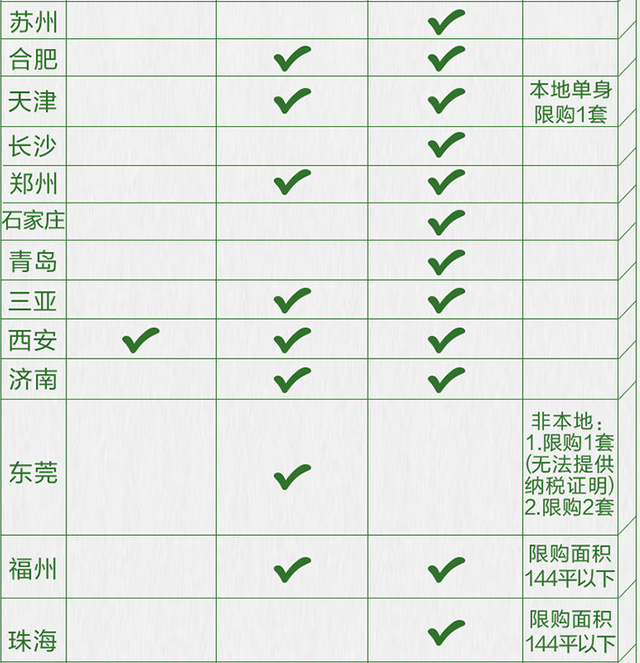 苏州
合肥
天津
本地单身
限购1套
长沙
郑州
石家庄
青岛
三亚
西安
济南
东莞
非本地：
1.限购1套
(无法提供
纳税证明)
2.限购2套
福州
限购面积
144平以下
珠海
限购面积
144平以下